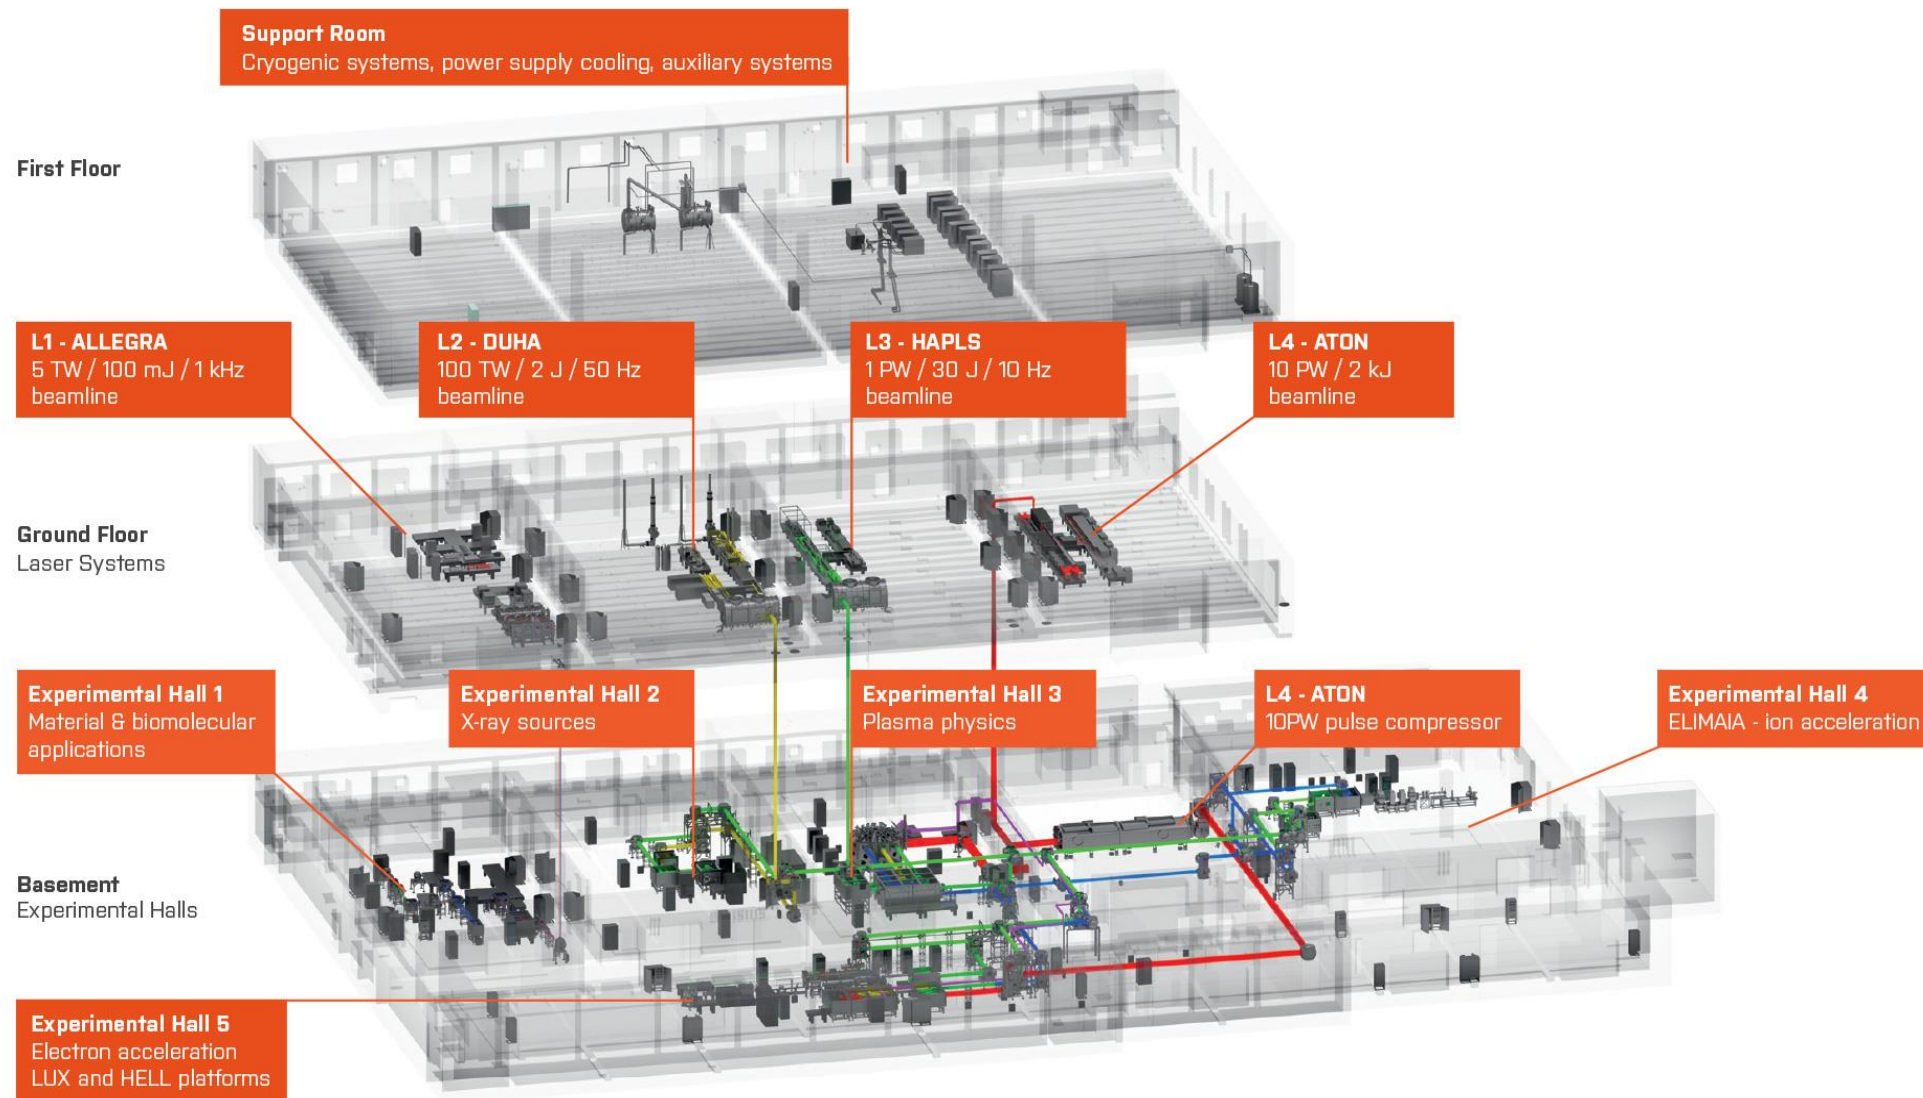 Support Room
Cryogenic systems, power supply cooling, auxiliary systems
First Floor
L1 - ALLEGRA
5 TW / 100 mJ / 1 kHz
beamline
L2 - DUHA
100 TW / 2 J / 50 Hz
beamline
L3 - HAPLS
1 PW / 30 J / 10 Hz
beamline
L4 - ATON
10 PW / 2 kJ
beamline
Ground Floor
Laser Systems
Experimental Hall 1
Material & biomolecular
applications
Experimental Hall 2
X-ray sources
Experimental Hall 3
Plasma physics
L4 - ATON
10PW pulse compressor
Experimental Hall 4
ELIMAIA - ion acceleration
Basement
Experimental Halls
Experimental Hall 5
Electron acceleration
LUX and HELL platforms